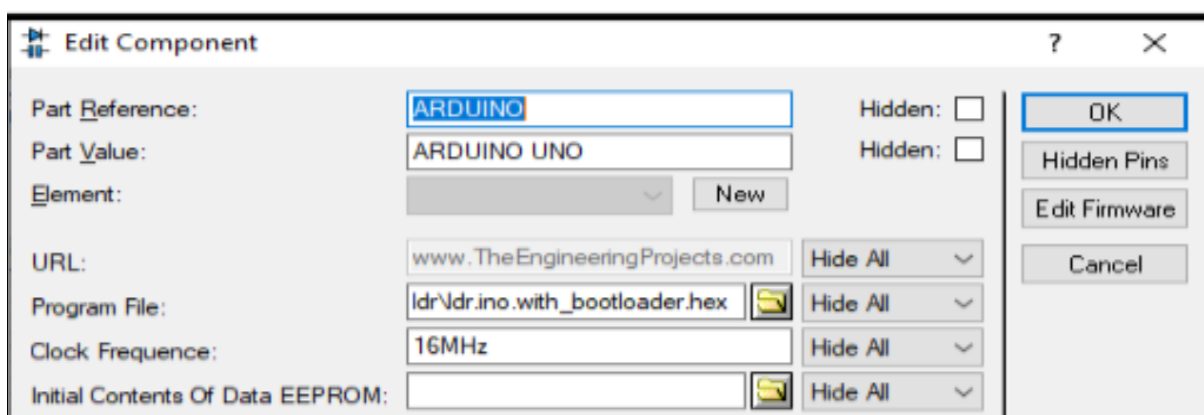 Edit Component ? ×
Part Reference: ARDUINO Hidden: OK
Part Value: ARDUINO UNO Hidden: Hidden Pins
Element: New Edit Firmware
URL: www.TheEngineeringProjects.com Hide All Cancel
Program File: ldr\ldr.ino.with_bootloader.hex Hide All
Clock Frequence: 16MHz Hide All
Initial Contents Of Data EEPROM: Hide All